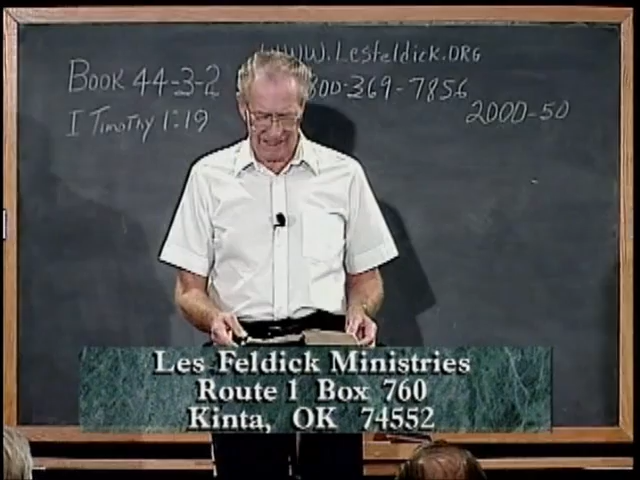 WWW.Lesfeldick.org
Book 44-3-2
800-369-7856
I Timothy 1:19
2000-50
Les Feldick Ministries
Route 1 Box 760
Kinta, OK 74552